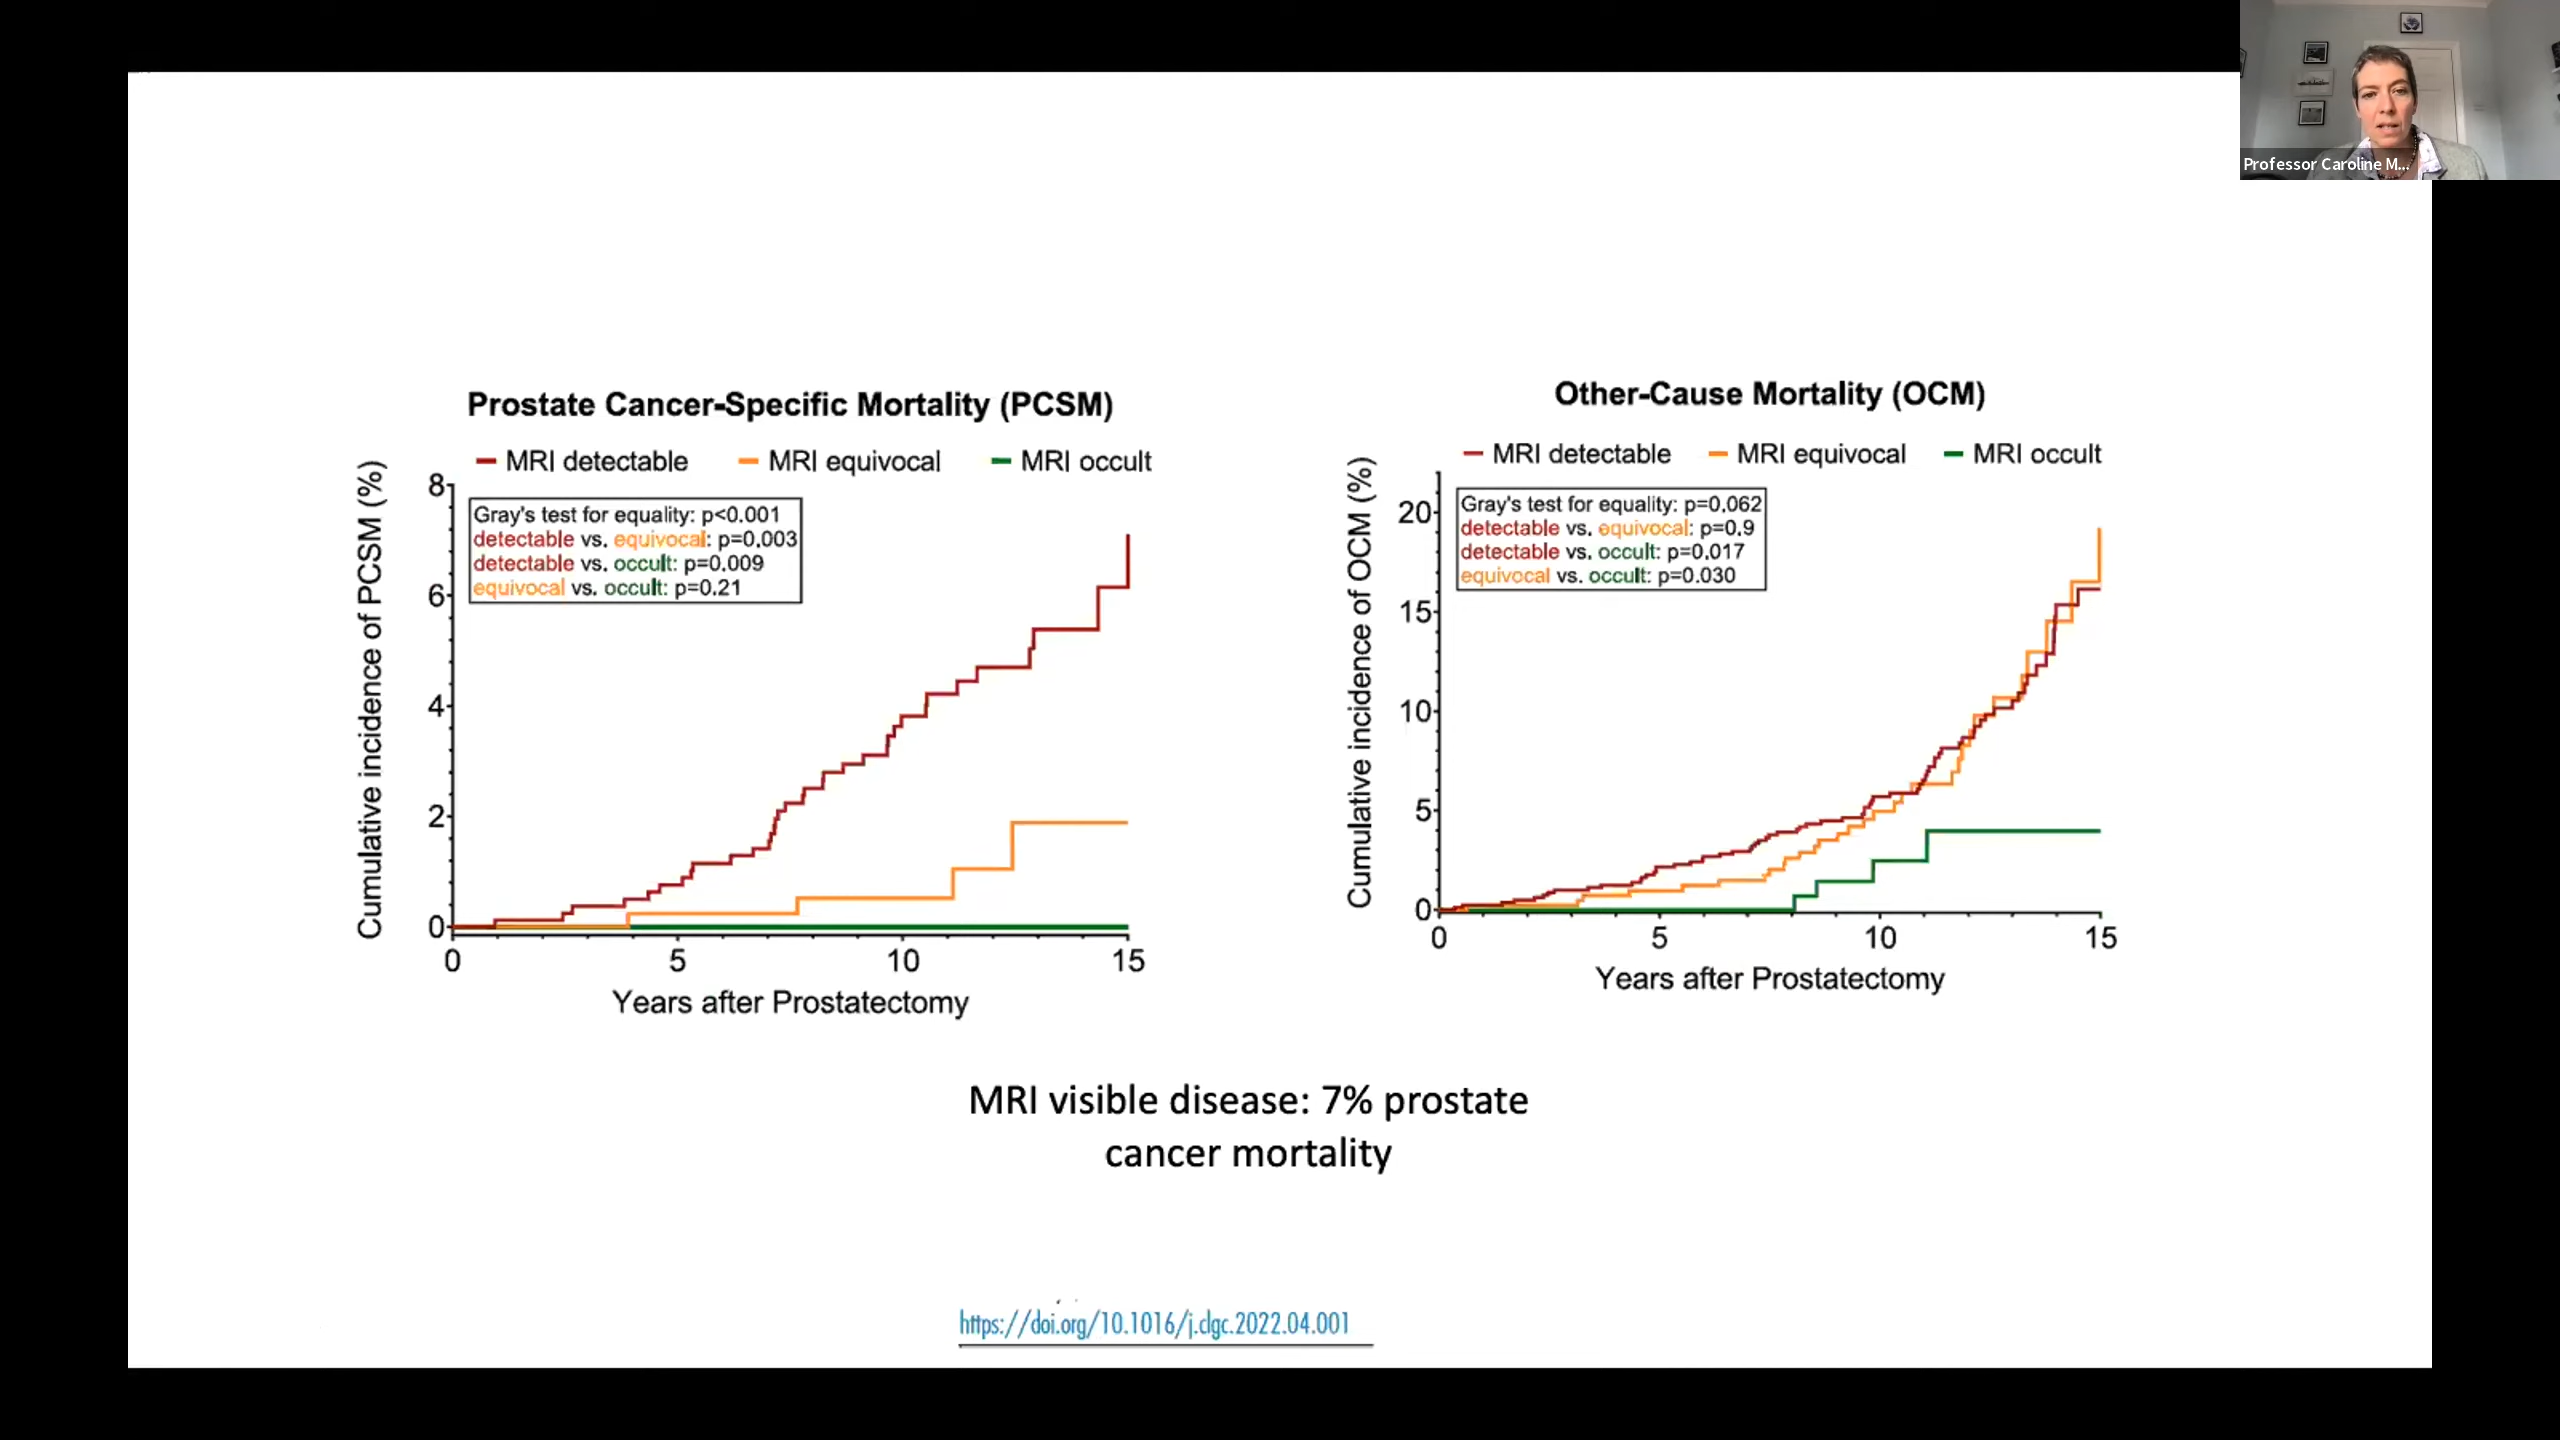 Professor Caroline M...
Prostate Cancer-Specific Mortality (PCSM)
MRI detectable MRI equivocal MRI occult
Cumulative incidence of PCSM (%)
8
6
4
2
0
Gray's test for equality: p<0.001
detectable vs. equivocal: p=0.003
detectable vs. occult: p=0.009
equivocal vs. occult: p=0.21
0 5 10 15
Years after Prostatectomy
Other-Cause Mortality (OCM)
MRI detectable MRI equivocal MRI occult
Cumulative incidence of OCM (%)
20
15
10
5
0
Gray's test for equality: p=0.062
detectable vs. equivocal: p=0.9
detectable vs. occult: p=0.017
equivocal vs. occult: p=0.030
0 5 10 15
Years after Prostatectomy
MRI visible disease: 7% prostate
cancer mortality
https://doi.org/10.1016/j.clgc.2022.04.001